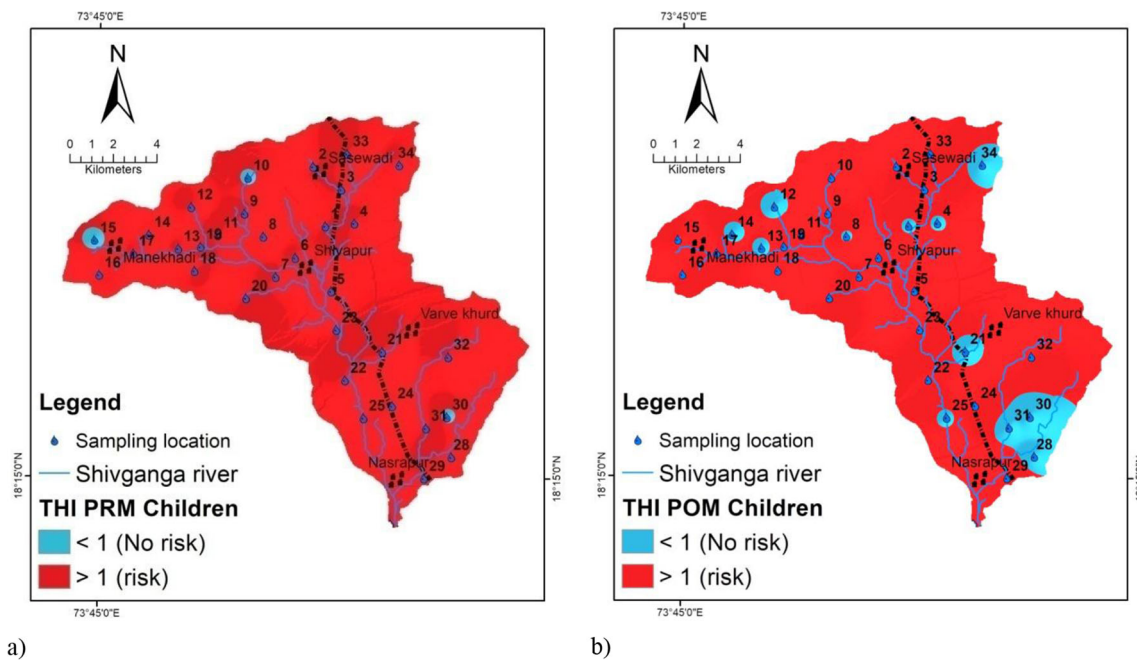 73°45'0"E
N
0 1 2 4
Kilometers
33
2
Sasewadi
34
10
3
12
9
11
4
14
8
15
17
13
19
6
Shivapur
16
Manekhadi
18
7
5
20
Varve khurd
23
21
32
22
24
30
25
31
28
Nasrapur
29
Legend
Sampling location
Shivganga river
THI PRM Children
< 1 (No risk)
> 1 (risk)
18°15'0"N
73°45'0"E
a)
73°45'0"E
N
0 1 2 4
Kilometers
33
2
Sasewadi
34
10
3
12
9
11
1
4
14
8
15
17
13
6
Shivapur
16
Manekhadi
18
7
5
20
Varve khurd
23
21
32
22
24
30
25
31
28
Nasrapur
29
Legend
Sampling location
Shivganga river
THI POM Children
< 1 (No risk)
> 1 (risk)
18°15'0"N
73°45'0"E
b)